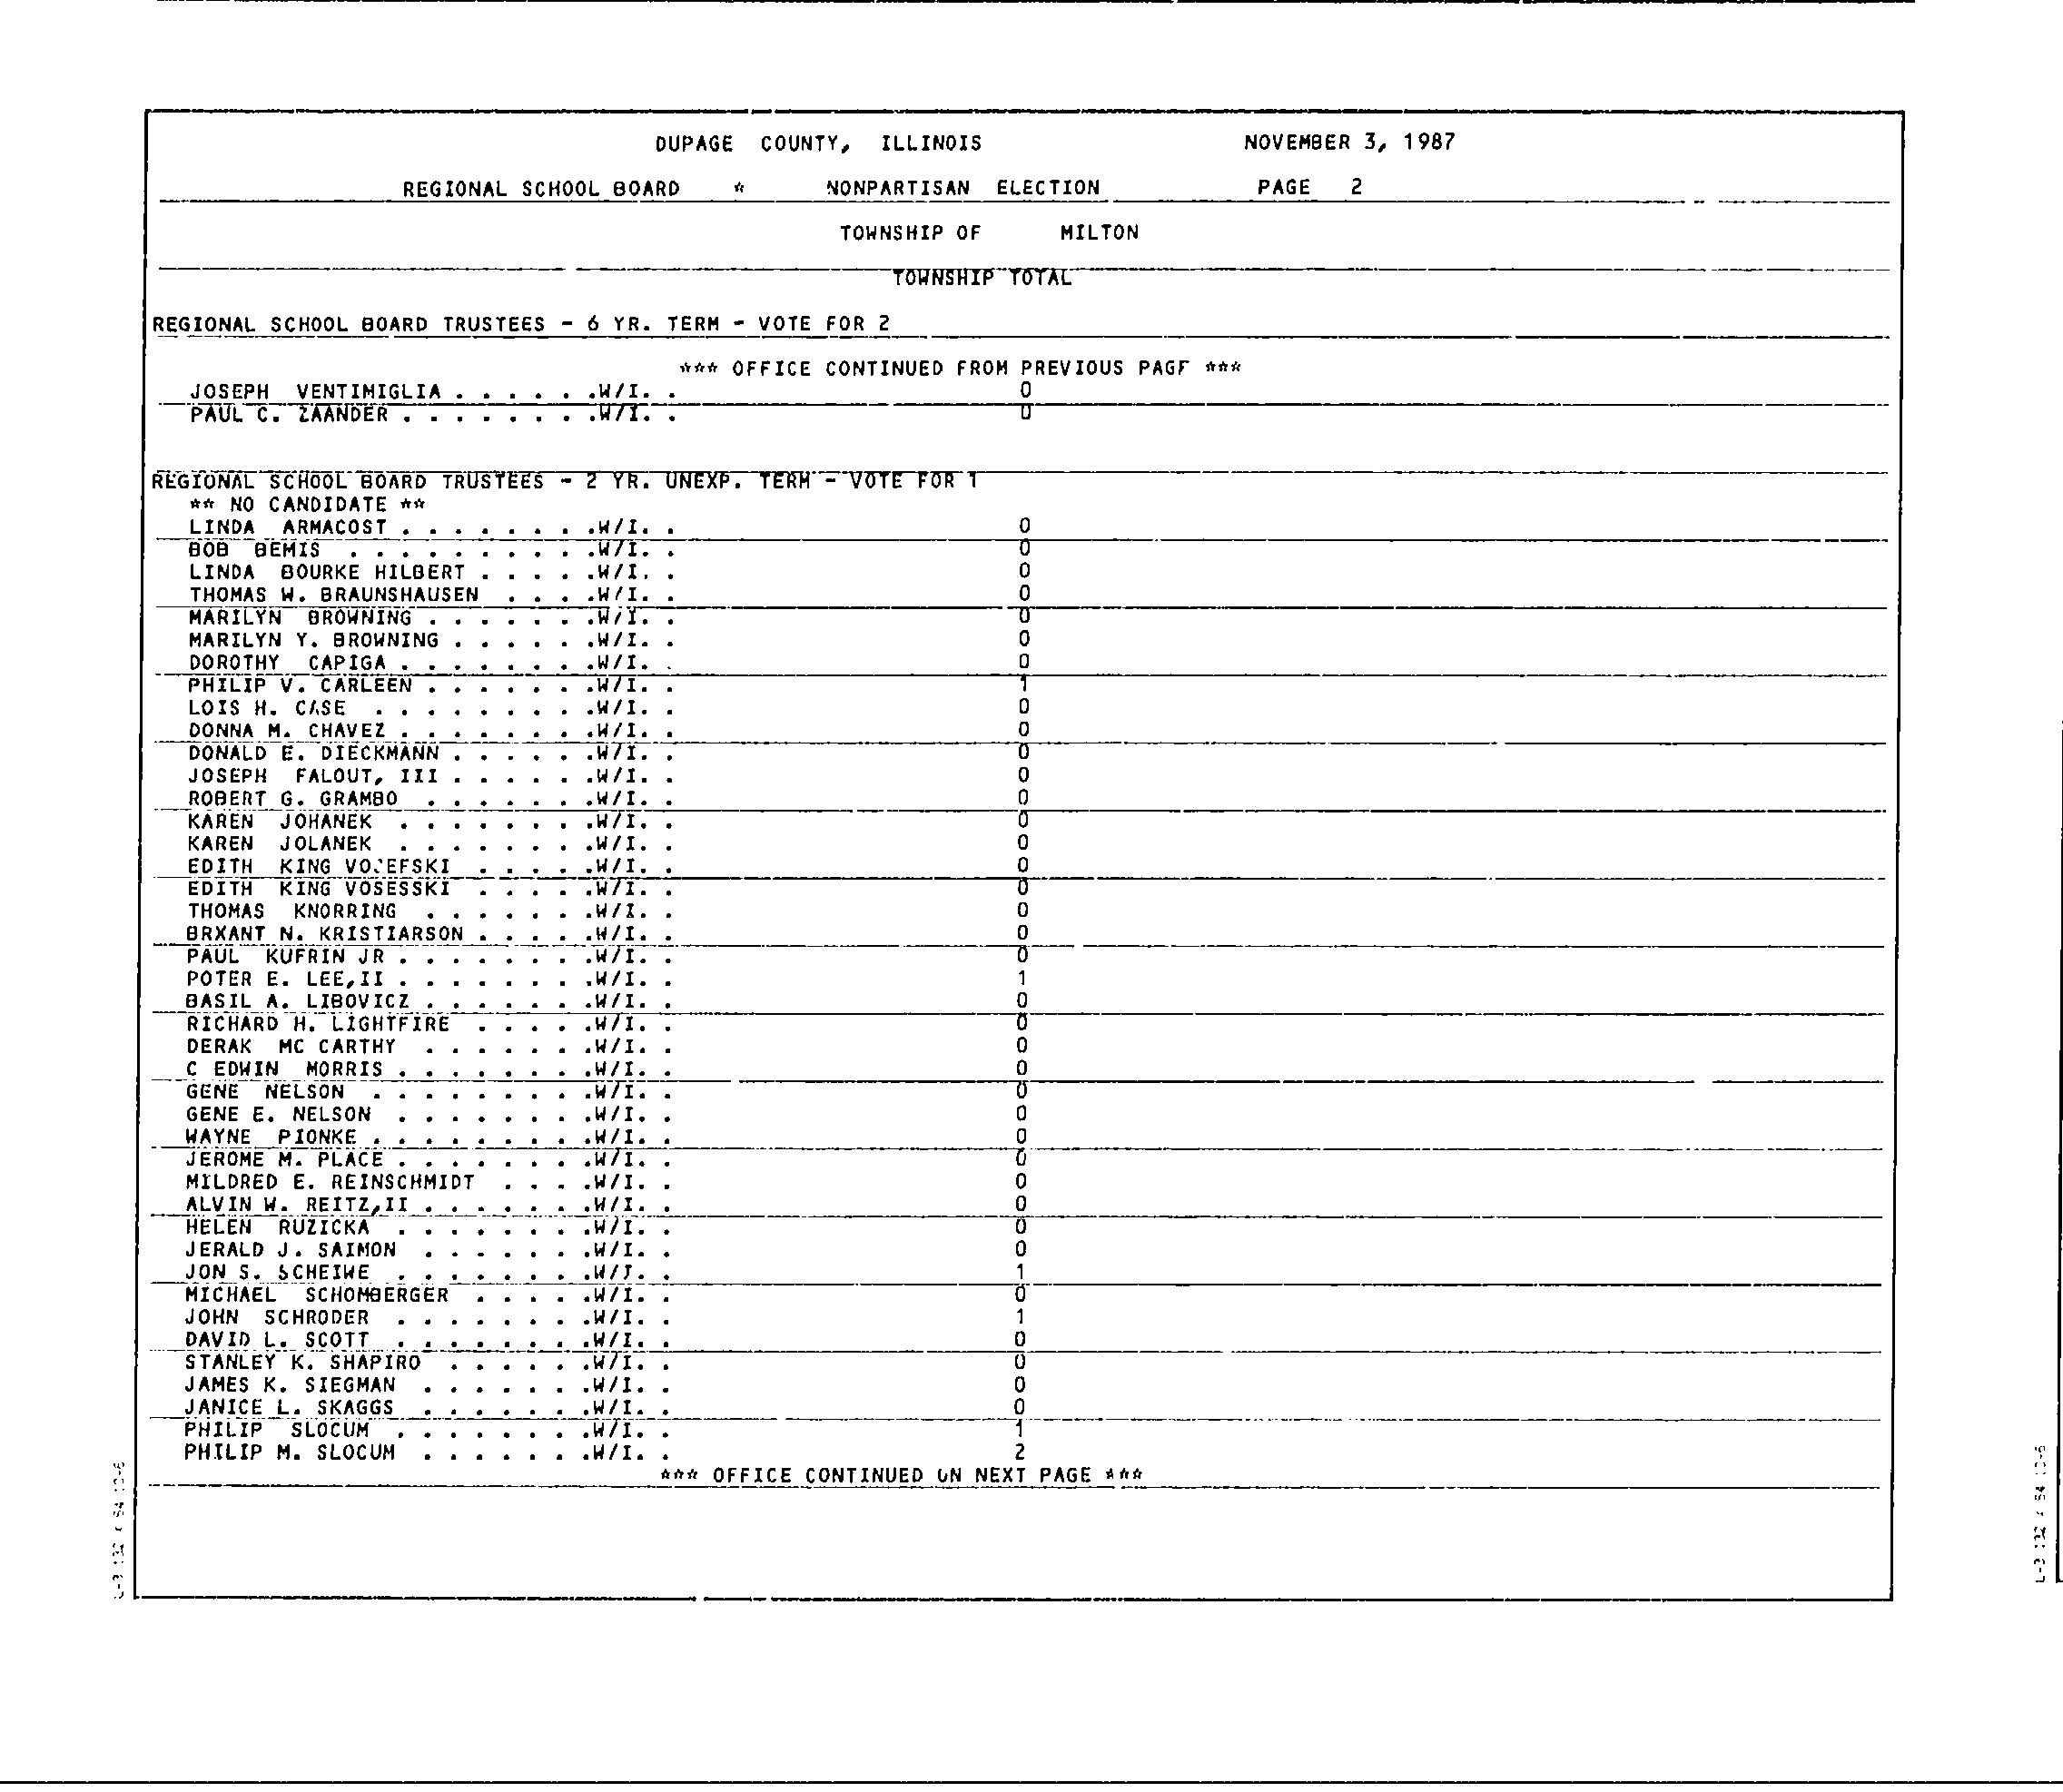 DUPAGE COUNTY, ILLINOIS NOVEMBER 3, 1987
REGIONAL SCHOOL BOARD * NONPARTISAN ELECTION PAGE 2
TOWNSHIP OF MILTON
TOWNSHIP TOTAL
REGIONAL SCHOOL BOARD TRUSTEES - 6 YR. TERM - VOTE FOR 2
*** OFFICE CONTINUED FROM PREVIOUS PAGE ***
JOSEPH VENTIMIGLIA . . . . . .W/I. . 0
PAUL C. ZAANDER . . . . . . . .W/I. . 0
REGIONAL SCHOOL BOARD TRUSTEES - 2 YR. UNEXP. TERM - VOTE FOR 1
** NO CANDIDATE **
LINDA ARMACOST . . . . . . . .W/I. . 0
BOB BEMIS . . . . . . . . . .W/I. . 0
LINDA BOURKE HILBERT . . . . .W/I. . 0
THOMAS W. BRAUNSHAUSEN . . . .W/I. . 0
MARILYN BROWNING . . . . . . .W/I. . 0
MARILYN Y. BROWNING . . . . . .W/I. . 0
DOROTHY CAPIGA . . . . . . . .W/I. . 0
PHILIP V. CARLEEN . . . . . . .W/I. . 1
LOIS H. CASE . . . . . . . . .W/I. . 0
DONNA M. CHAVEZ . . . . . . . .W/I. . 0
DONALD E. DIECKMANN . . . . . .W/I. . 0
JOSEPH FALOUT, III . . . . . .W/I. . 0
ROBERT G. GRAMBO . . . . . . .W/I. . 0
KAREN JOHANEK . . . . . . . .W/I. . 0
KAREN JOLANEK . . . . . . . .W/I. . 0
EDITH KING . . . . .W/I. . 0
EDITH KING VOSESSKI . . . . .W/I. . 0
THOMAS KNORRING . . . . . . .W/I. . 0
BRXANT N. KRISTIARSON . . . . .W/I. . 0
PAUL KUFRIN JR . . . . . . . .W/I. . 0
POTER E. LEE,II . . . . . . . .W/I. . 1
BASIL A. LIBOVICZ . . . . . . .W/I. . 0
RICHARD H. LIGHTFIRE . . . . .W/I. . 0
DERAK MC CARTHY . . . . . . .W/I. . 0
C EDWIN MORRIS . . . . . . . .W/I. . 0
GENE NELSON . . . . . . . . .W/I. . 0
GENE E. NELSON . . . . . . . .W/I. . 0
WAYNE PIONKE . . . . . . . . .W/I. . 0
JEROME M. PLACE . . . . . . . .W/I. . 0
MILDRED E. REINSCHMIDT . . . .W/I. . 0
ALVIN W. REITZ,II . . . . . . .W/I. . 0
HELEN RUZICKA . . . . . . . .W/I. . 0
JERALD J. SAIMON . . . . . . .W/I. . 0
JON S. SCHEIWE . . . . . . . .W/I. . 1
MICHAEL SCHOMBERGER . . . . .W/I. . 0
JOHN SCHRODER . . . . . . . .W/I. . 1
DAVID L. SCOTT . . . . . . . .W/I. . 0
STANLEY K. SHAPIRO . . . . . .W/I. . 0
JAMES K. SIEGMAN . . . . . . .W/I. . 0
JANICE L. SKAGGS . . . . . . .W/I. . 0
PHILIP SLOCUM . . . . . . . .W/I. . 1
PHILIP M. SLOCUM . . . . . . .W/I. . 2
*** OFFICE CONTINUED ON NEXT PAGE ***